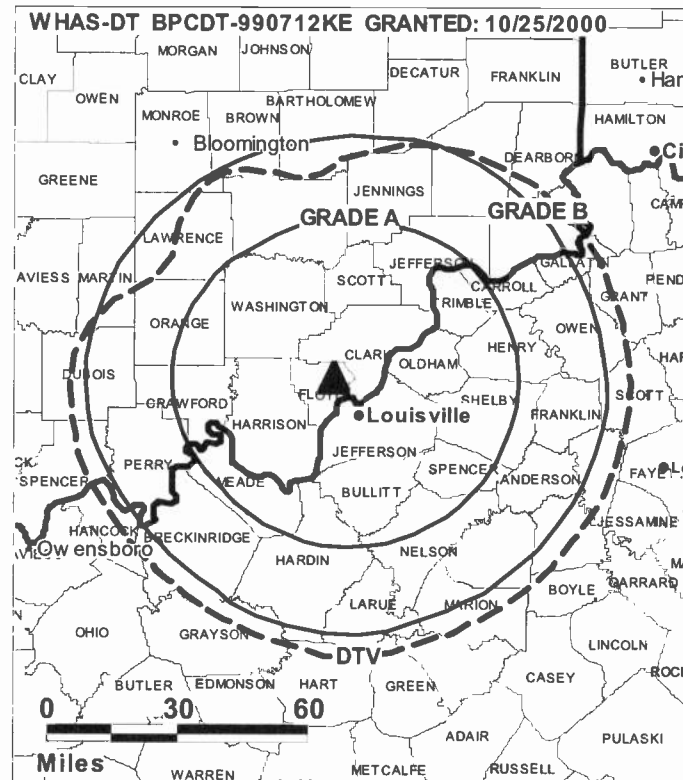 WHAS-DT BPCDT-990712KE GRANTED: 10/25/2000
MORGAN
JOHNSON
DECATUR
FRANKLIN
BUTLER
CLAY
OWEN
MONROE
BROWN
BARTHOLOMEW
HAMILTON
Bloomington
DEARBORN
GREENE
JENNINGS
GRADE A
GRADE B
LAWRENCE
JEFFERSON
GALLATIN
MARTIN
SCOTT
CARROLL
GRANT
WASHINGTON
TRIMBLE
ORANGE
OWEN
HENRY
CLARK
OLDHAM
DUBOIS
SHELBY
SCOTT
CRAWFORD
HARRISON
Louisville
FRANKLIN
JEFFERSON
PERRY
SPENCER
MEADE
SPENCER
ANDERSON
BULLITT
HANCOCK
BRECKINRIDGE
JESSAMINE
Owensboro
NELSON
HARDIN
BOYLE
GARRARD
LARUE
MARION
OHIO
GRAYSON
DTV
LINCOLN
BUTLER
EDMONSON
HART
GREEN
CASEY
0 30 60
ADAIR
PULASKI
Miles
WARREN
METCALFE
RUSSELL